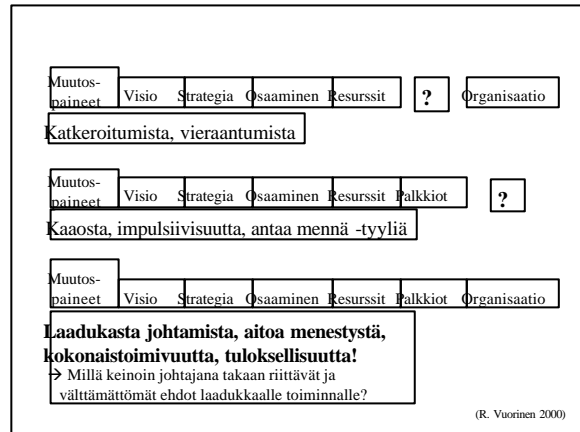 Muutos-
paineet Visio Strategia Osaaminen Resurssit ? Organisaatio
Katkeroitumista, vieraantumista
Muutos-
paineet Visio Strategia Osaaminen Resurssit Palkkiot ?
Kaaosta, impulsiivisuutta, antaa mennä -tyyliä
Muutos-
paineet Visio Strategia Osaaminen Resurssit Palkkiot Organisaatio
Laadukasta johtamista, aitoa menestystä,
kokonaistoimivuutta, tuloksellisuutta!
→ Millä keinoin johtajana takaan riittävät ja
välttämättömät ehdot laadukkaalle toiminnalle?
(R. Vuorinen 2000)